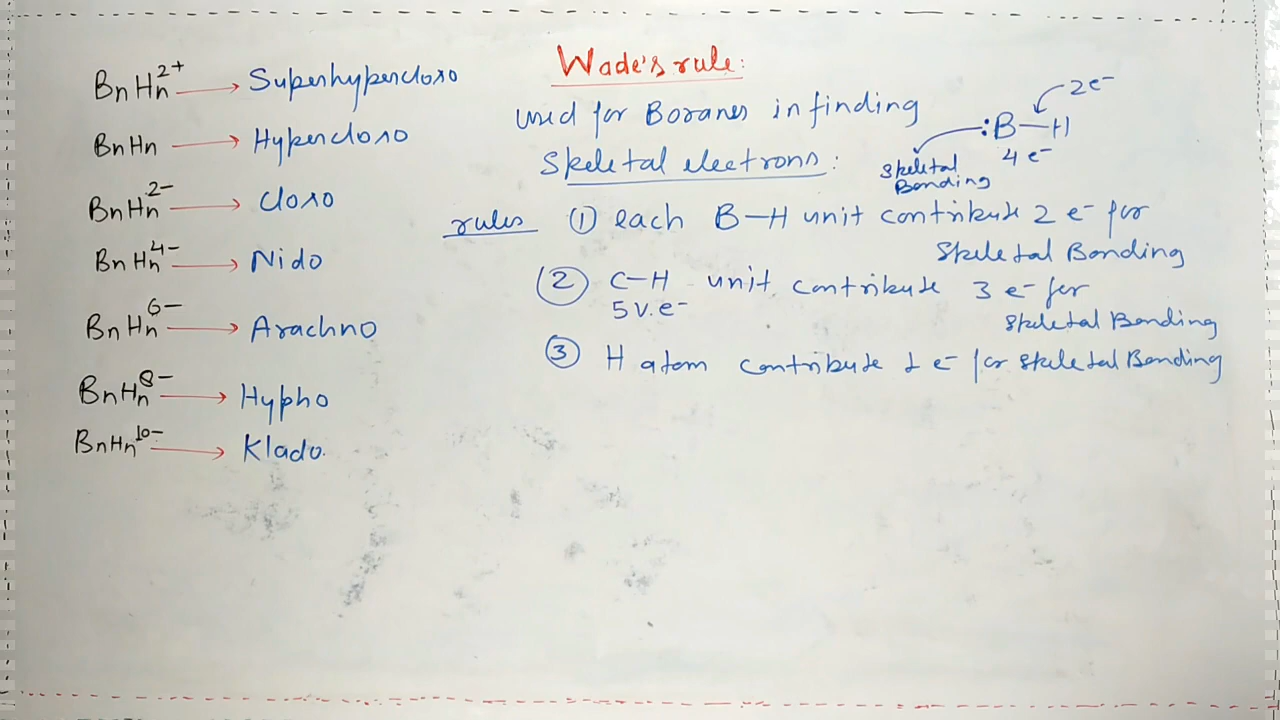 BnHn2+ → Superhypercloso
BnHn → Hypercloso
BnHn2- → Closo
BnHn4- → Nido
BnHn6- → Arachno
BnHn8- → Hypho
BnHn10- → Klado.
Wade's rule:
used for Boranes in finding
Skeletal electrons:
2e-
:B—H
4e-
Skeletal
Bonding
rules ① each B—H unit contribute 2 e- for
Skeletal Bonding
② C—H unit contribute 3 e- for
5 v.e-
Skeletal Bonding
③ H atom contribute 1 e- for skeletal Bonding